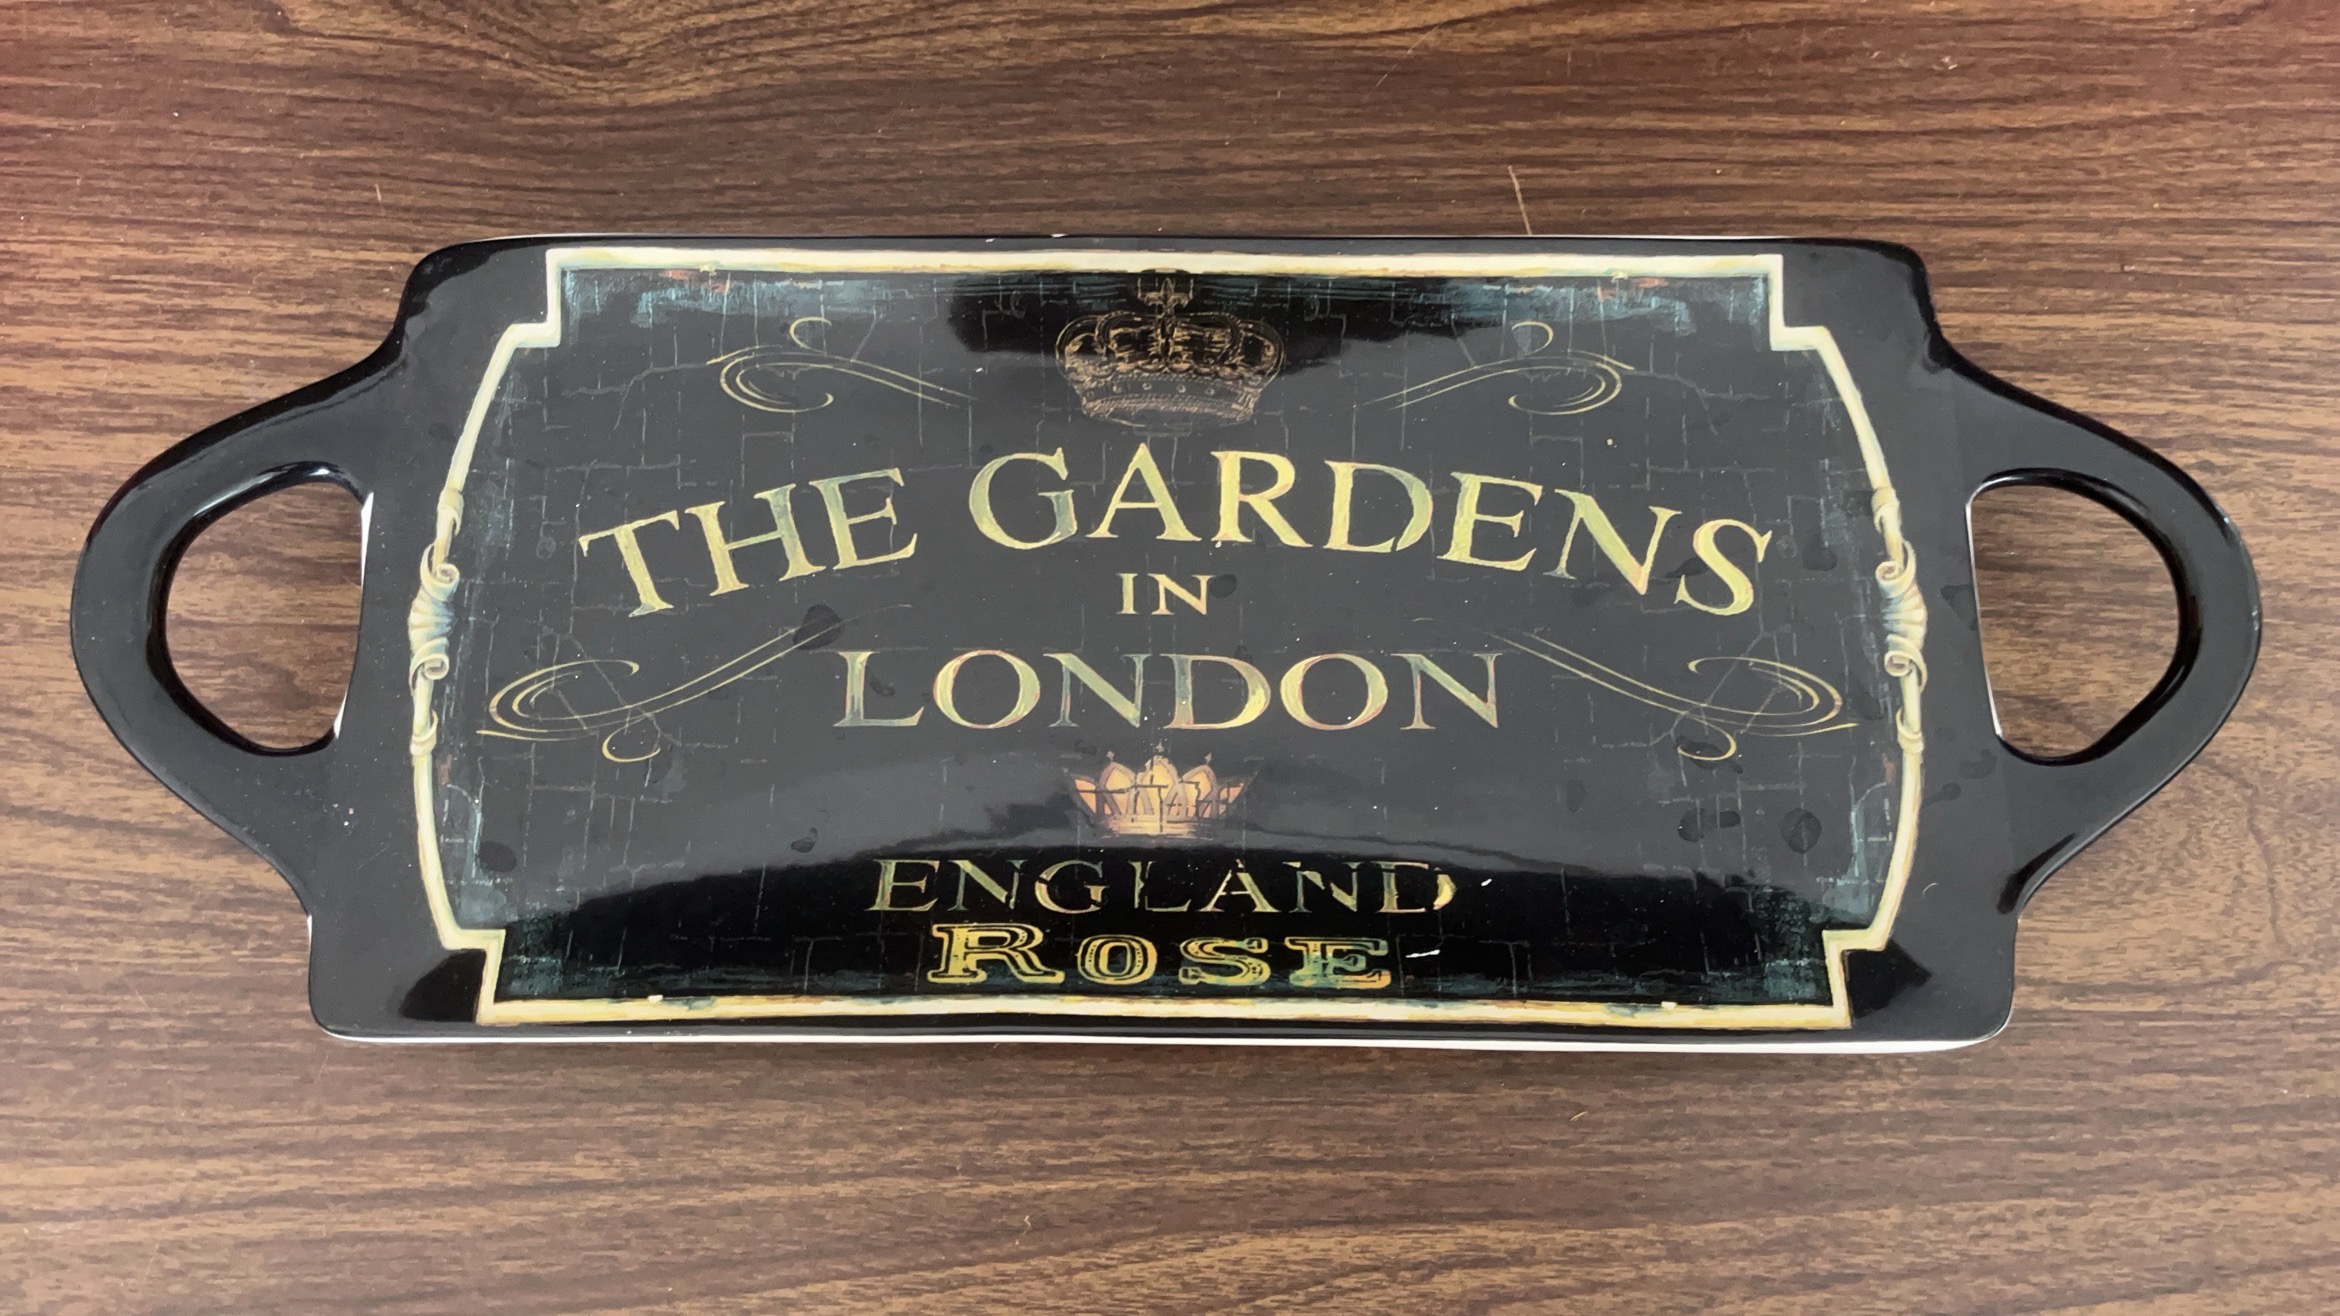 THE GARDENS
IN
LONDON
ENGLAND
ROSE